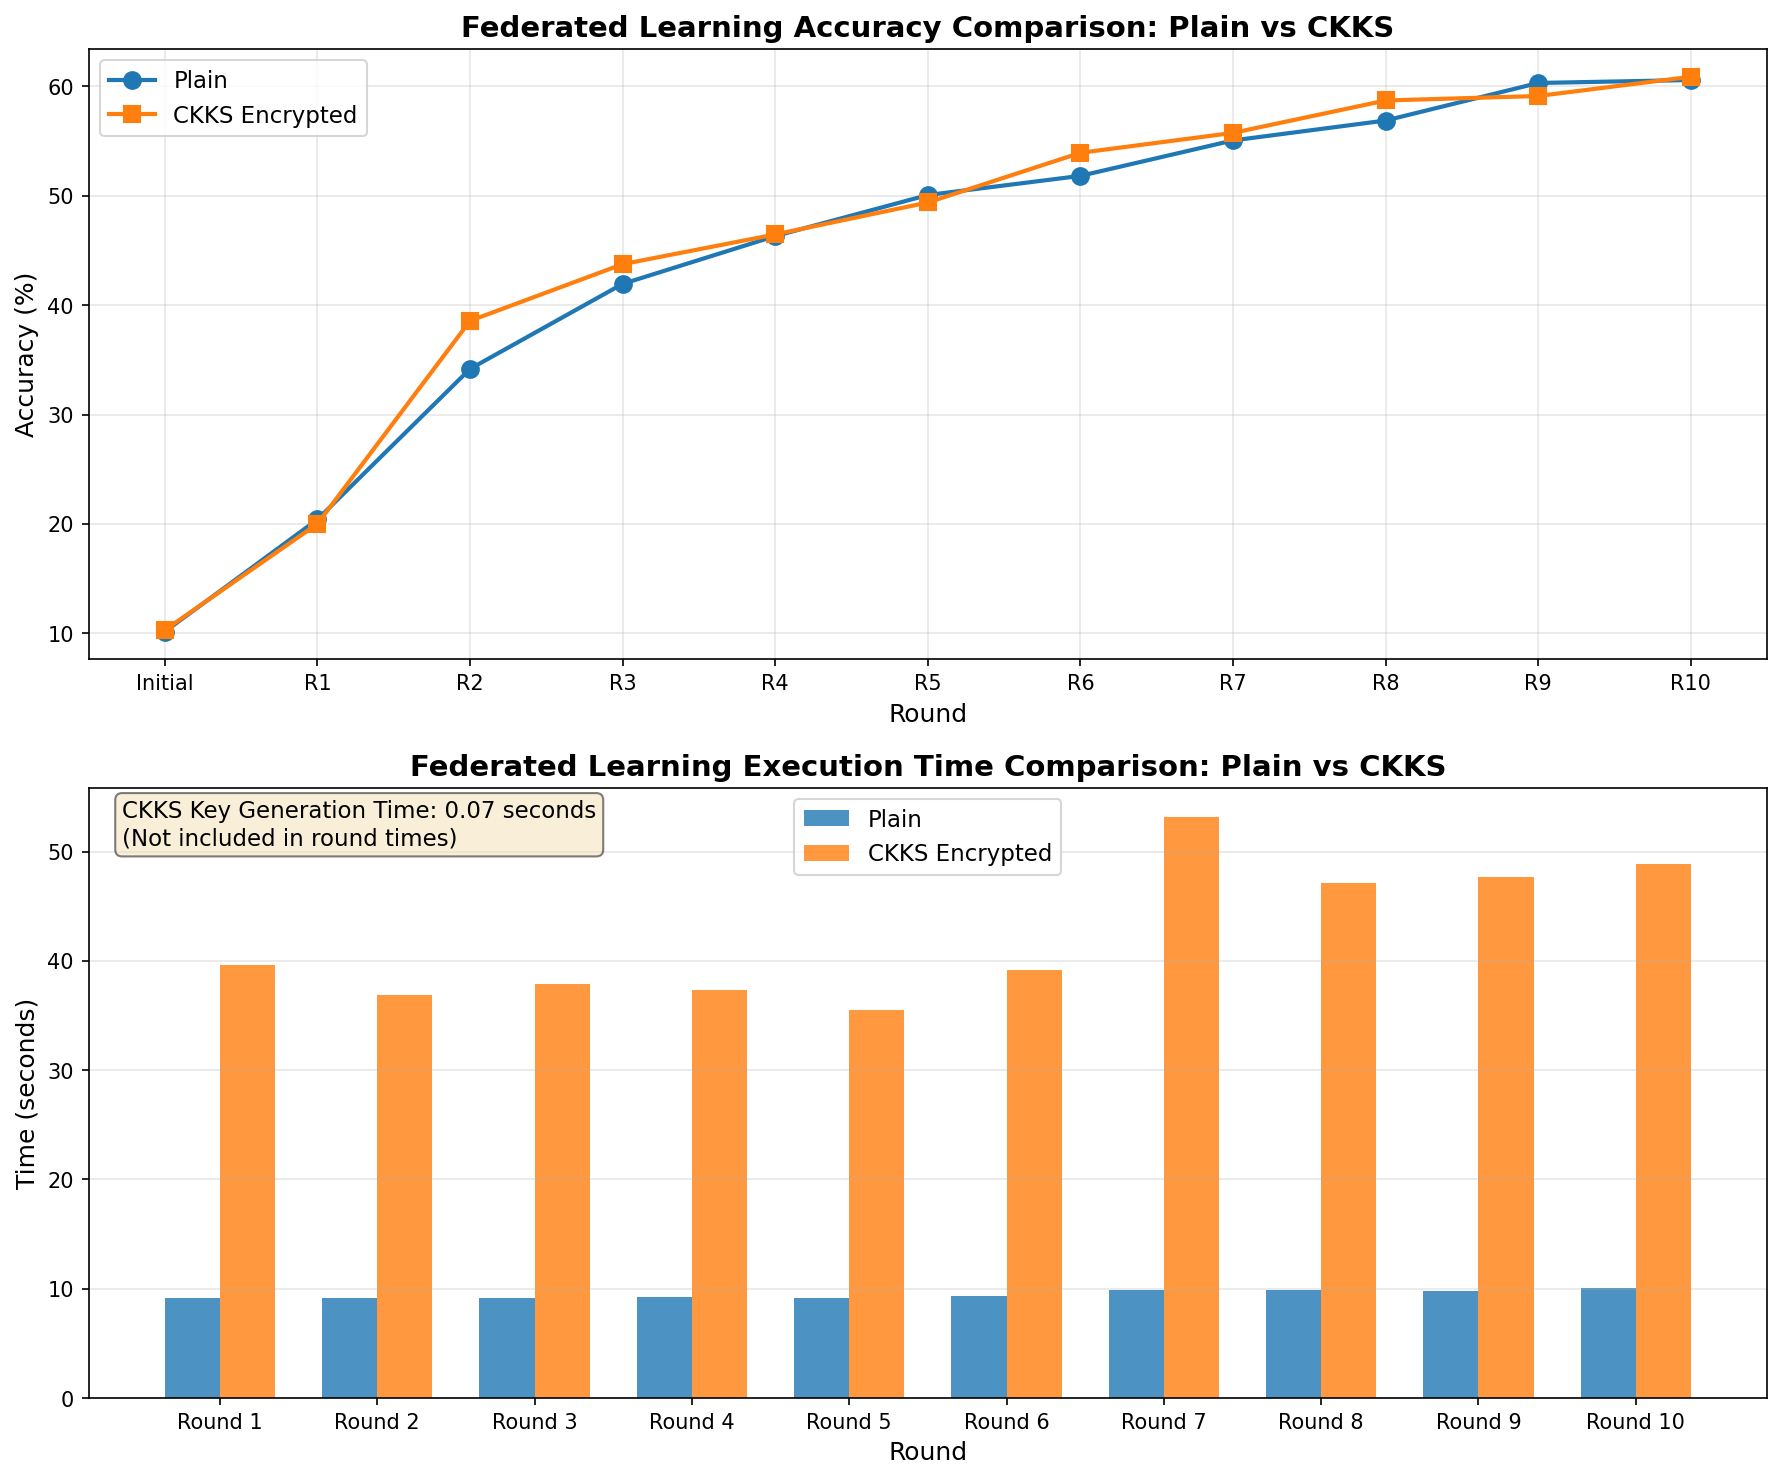 Federated Learning Accuracy Comparison: Plain vs CKKS
Plain
CKKS Encrypted
Accuracy (%)
60
50
40
30
20
10
Initial R1 R2 R3 R4 R5 R6 R7 R8 R9 R10
Round
Federated Learning Execution Time Comparison: Plain vs CKKS
CKKS Key Generation Time: 0.07 seconds
(Not included in round times)
Plain
CKKS Encrypted
Time (seconds)
50
40
30
20
10
0
Round 1 Round 2 Round 3 Round 4 Round 5 Round 6 Round 7 Round 8 Round 9 Round 10
Round